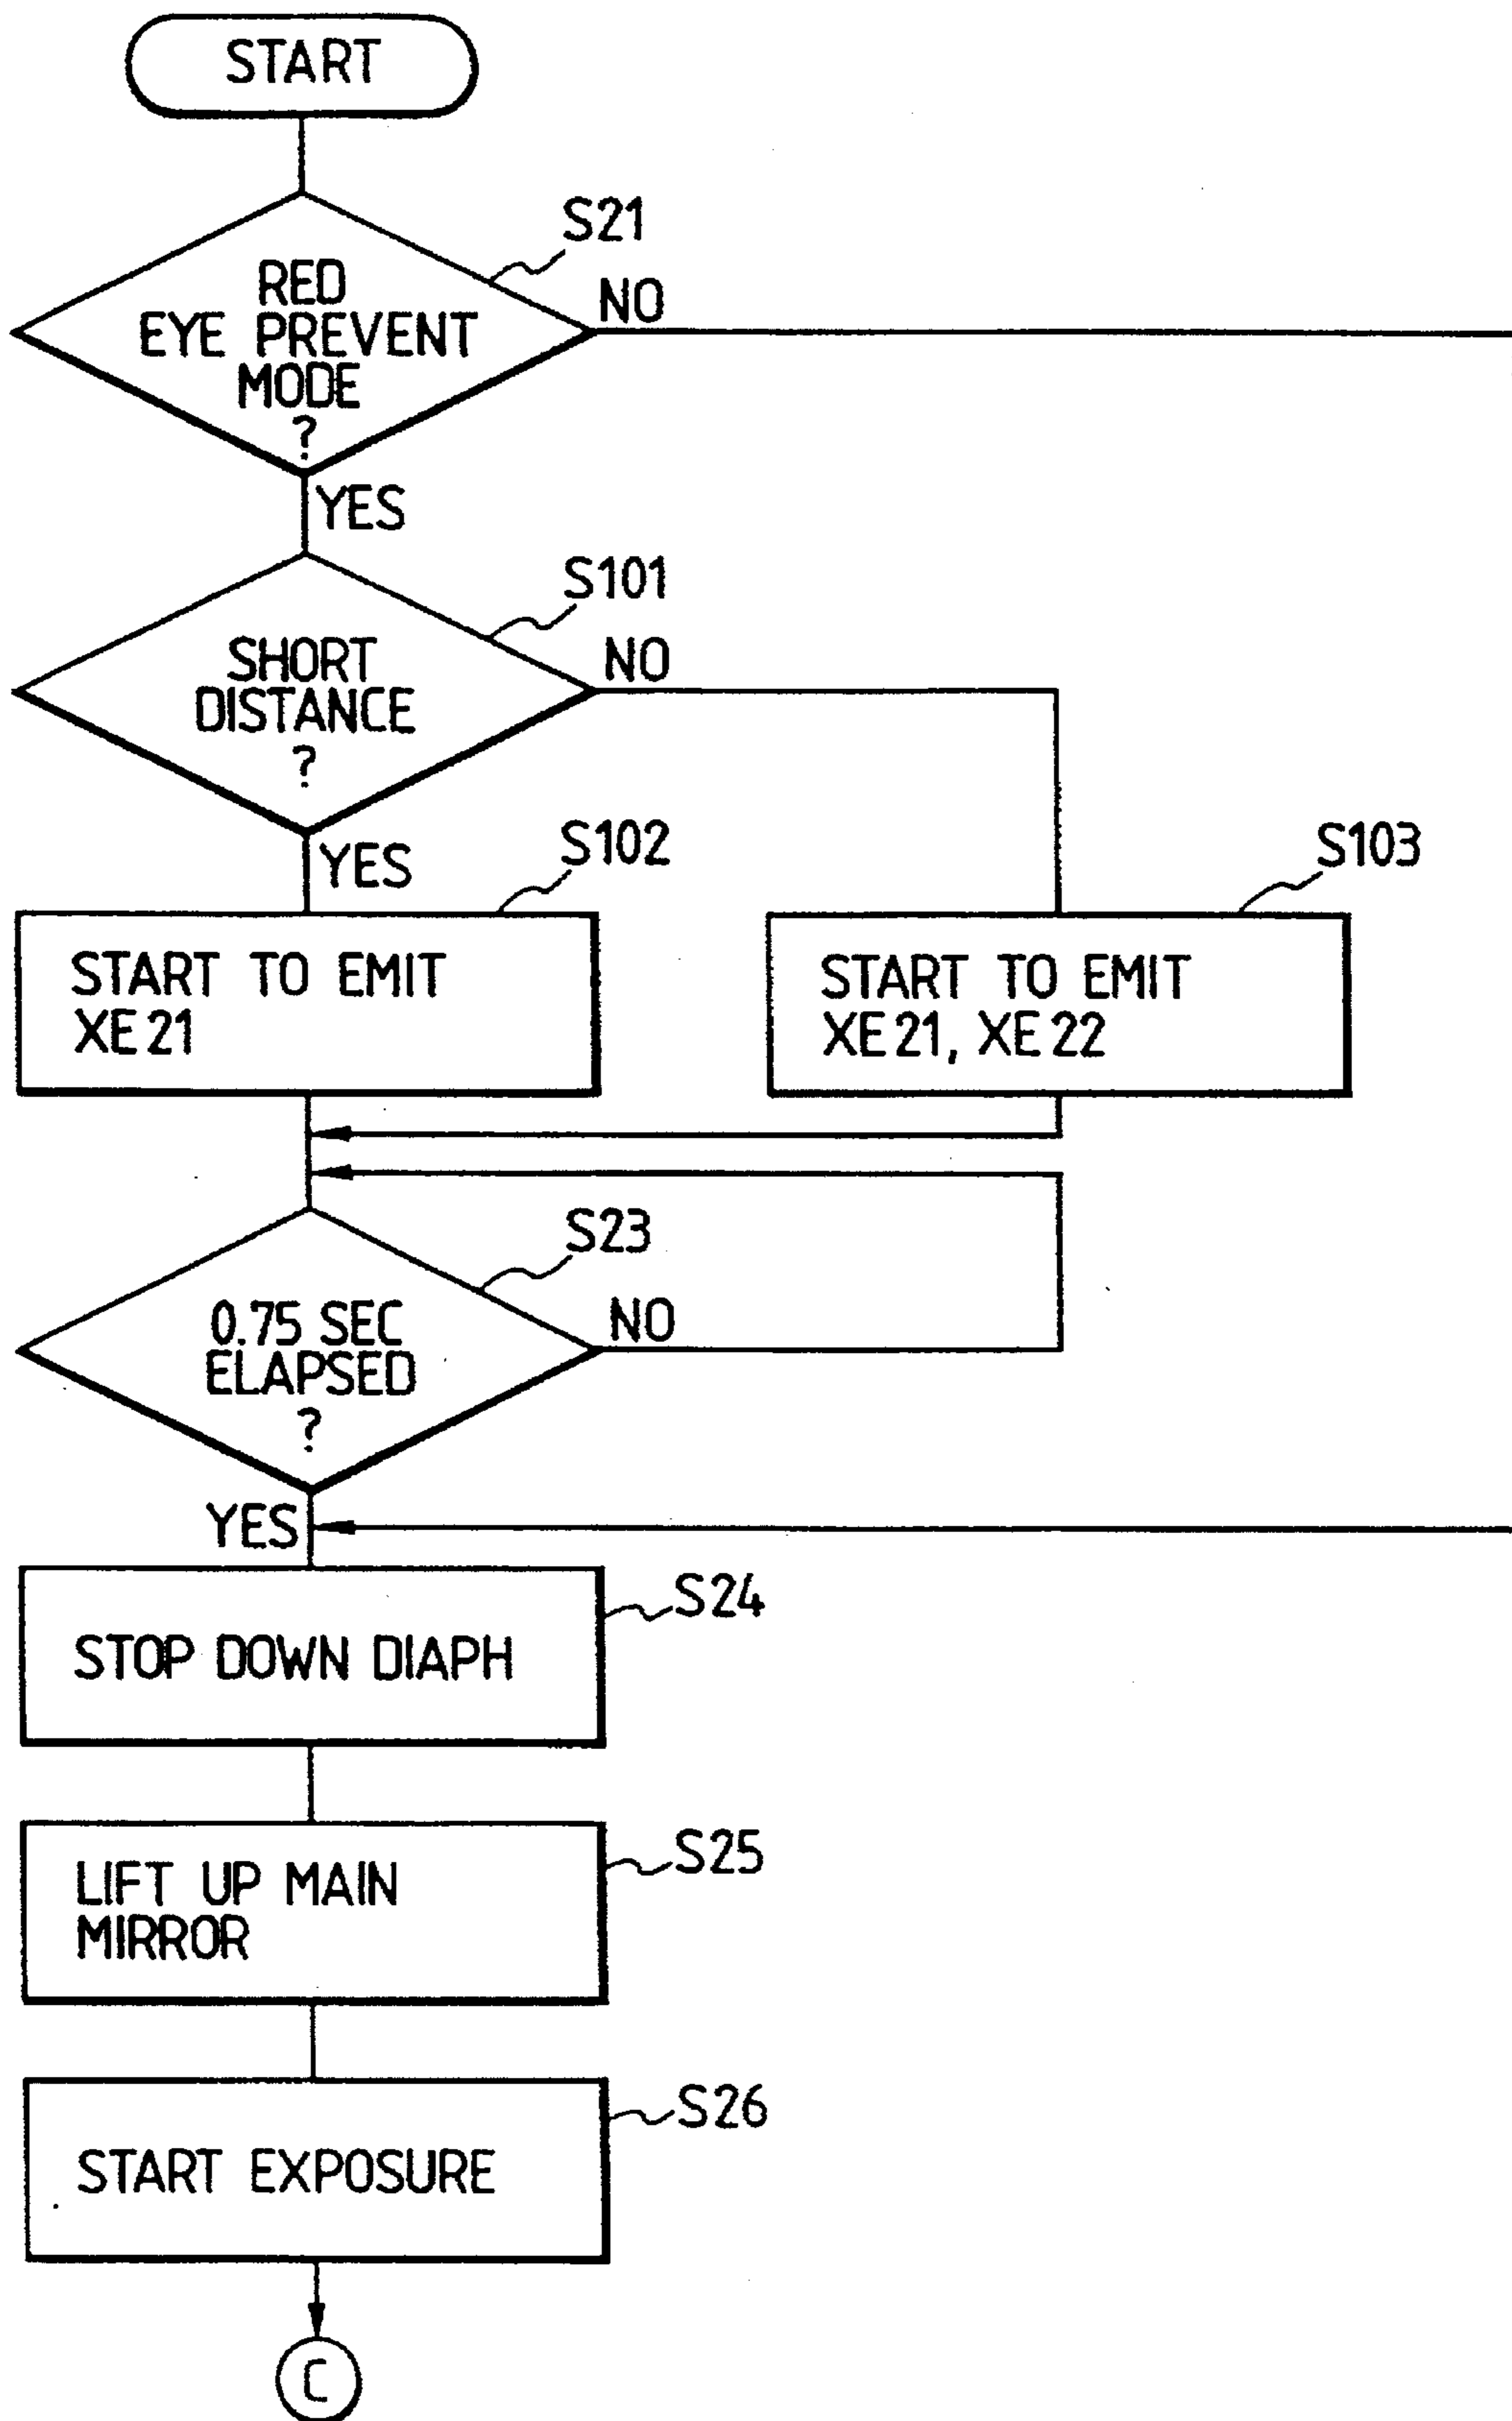 START
S21
RED
EYE PREVENT
MODE
?
NO
YES
S101
SHORT
DISTANCE
?
NO
YES
S102
START TO EMIT
XE21
S103
START TO EMIT
XE21, XE22
S23
0.75 SEC
ELAPSED
?
NO
YES
S24
STOP DOWN DIAPH
S25
LIFT UP MAIN
MIRROR
S26
START EXPOSURE
C